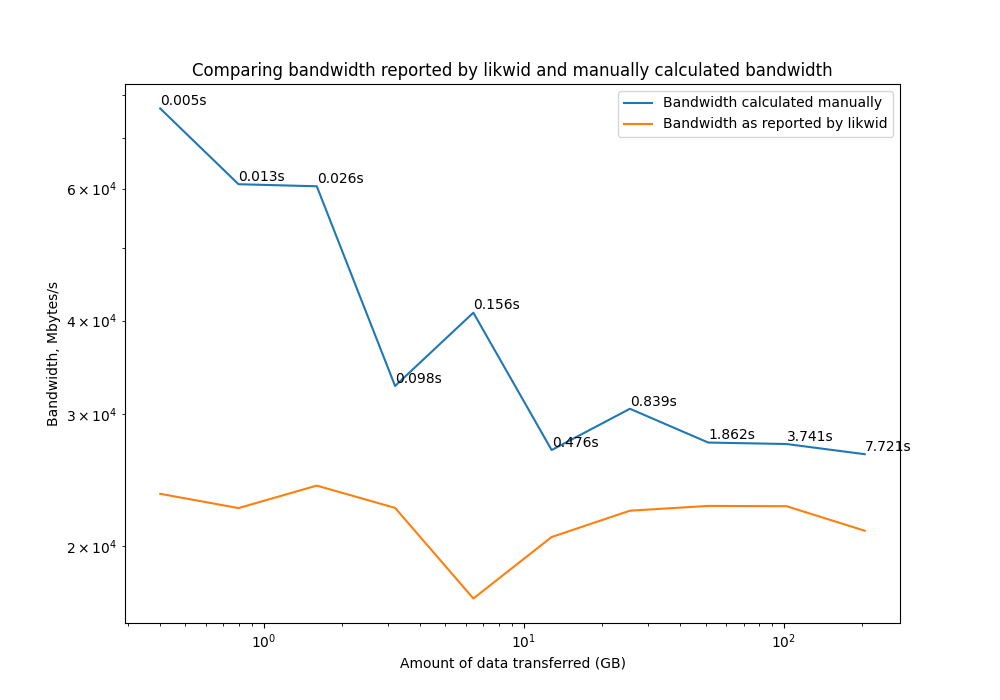 Comparing bandwidth reported by likwid and manually calculated bandwidth
Bandwidth calculated manually
Bandwidth as reported by likwid
0.005s
0.013s
0.026s
0.098s
0.156s
0.476s
0.839s
1.862s
3.741s
7.721s
6 × 10⁴
4 × 10⁴
3 × 10⁴
2 × 10⁴
Bandwidth, Mbytes/s
10⁰
10¹
10²
Amount of data transferred (GB)